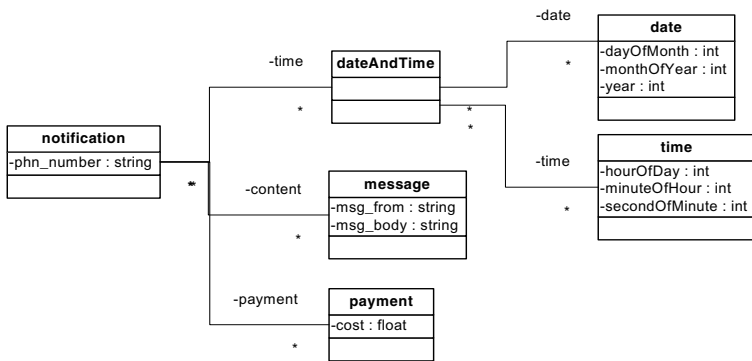 -date
date
-dayOfMonth : int
-monthOfYear : int
-year : int
*
-time
dateAndTime
*
*
*
notification
-phn_number : string
**
time
-hourOfDay : int
-minuteOfHour : int
-secondOfMinute : int
-time
*
-content
message
-msg_from : string
-msg_body : string
*
-payment
payment
-cost : float
*